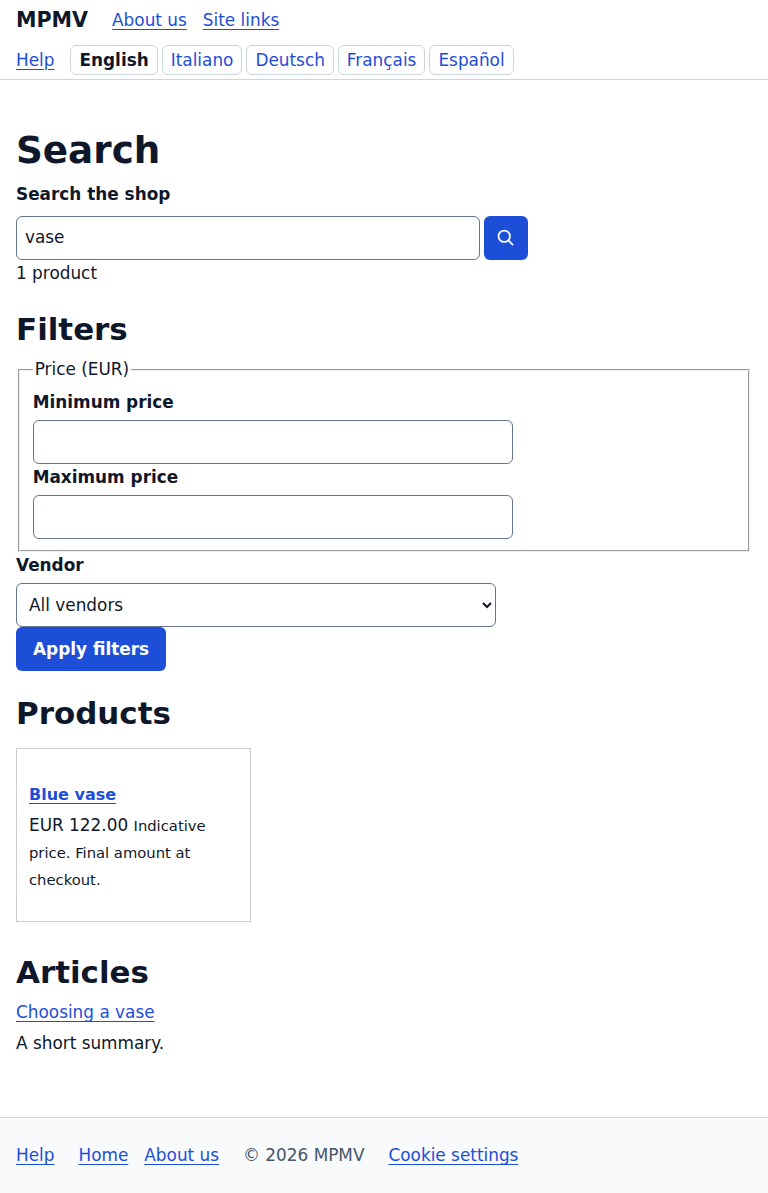 MPMV About us Site links
Help English Italiano Deutsch Français Español
Search
Search the shop
vase
1 product
Filters
Price (EUR)
Minimum price
Maximum price
Vendor
All vendors
Apply filters
Products
Blue vase
EUR 122.00 Indicative
price. Final amount at
checkout.
Articles
Choosing a vase
A short summary.
Help Home About us © 2026 MPMV Cookie settings